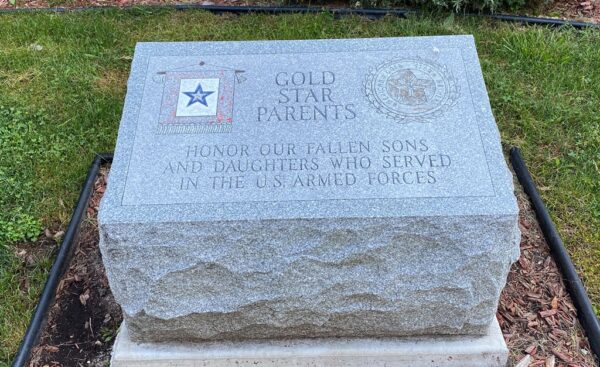 GOLD
STAR
PARENTS
HONOR OUR FALLEN SONS
AND DAUGHTERS WHO SERVED
IN THE U.S. ARMED FORCES